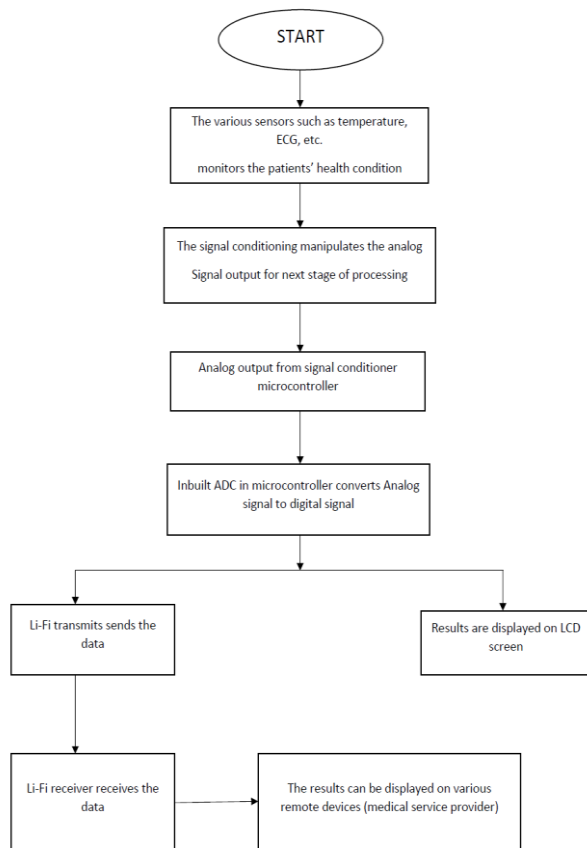 START
The various sensors such as temperature,
ECG, etc.
monitors the patients’ health condition
The signal conditioning manipulates the analog
Signal output for next stage of processing
Analog output from signal conditioner
microcontroller
Inbuilt ADC in microcontroller converts Analog
signal to digital signal
Li-Fi transmits sends the
data
Results are displayed on LCD
screen
Li-Fi receiver receives the
data
The results can be displayed on various
remote devices (medical service provider)